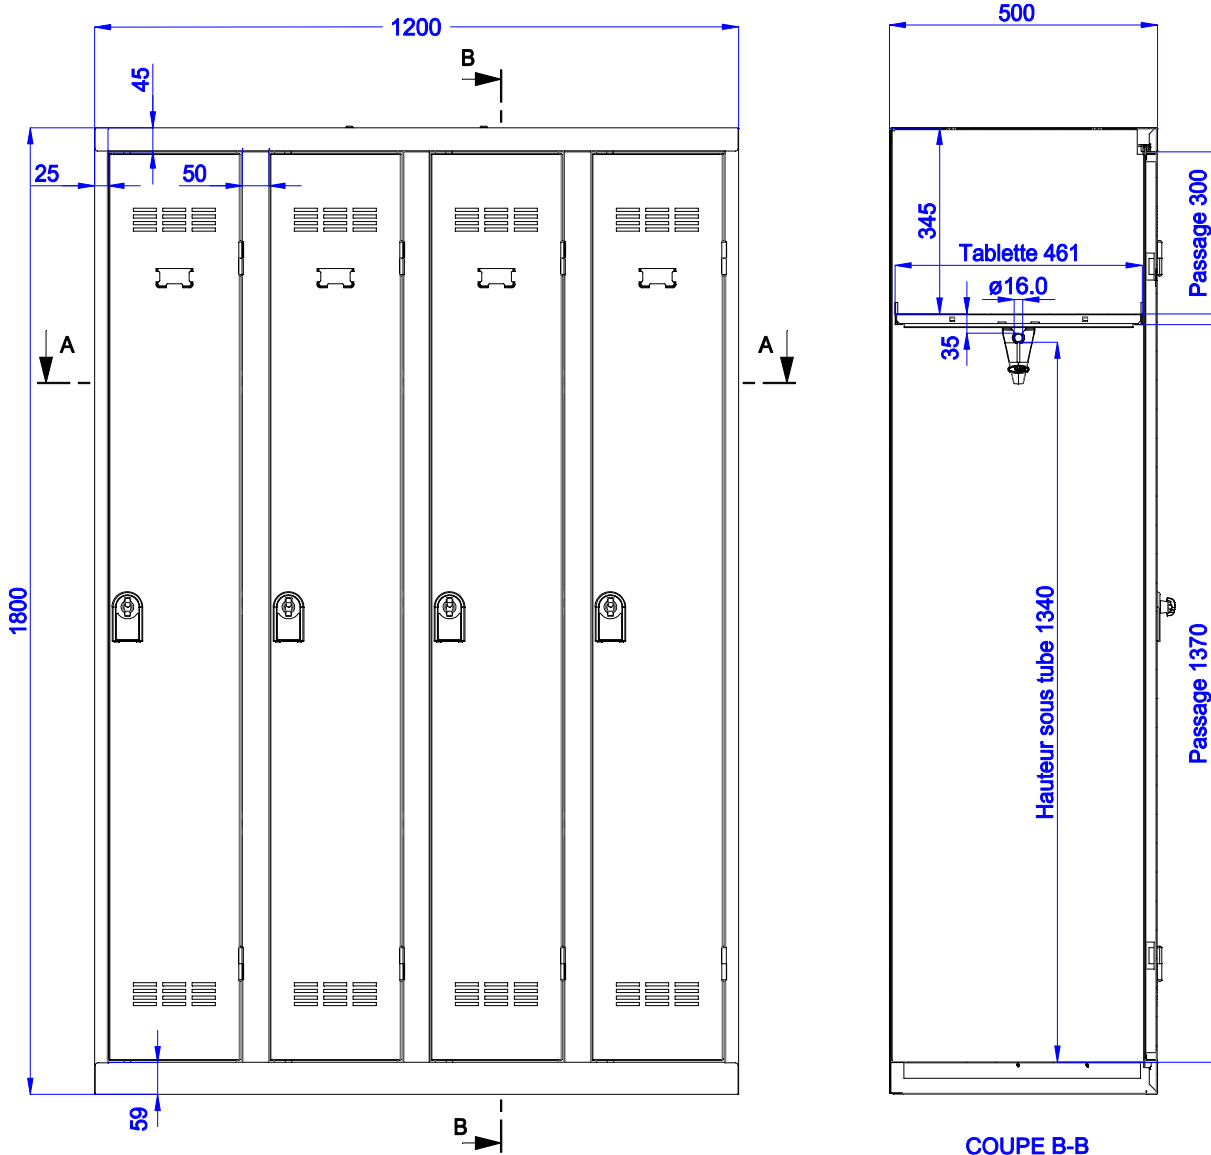 1200
500
B
45
25
50
345
Passage 300
Tablette 461
ø16.0
35
A
A
1800
Hauteur sous tube 1340
Passage 1370
59
B
COUPE B-B